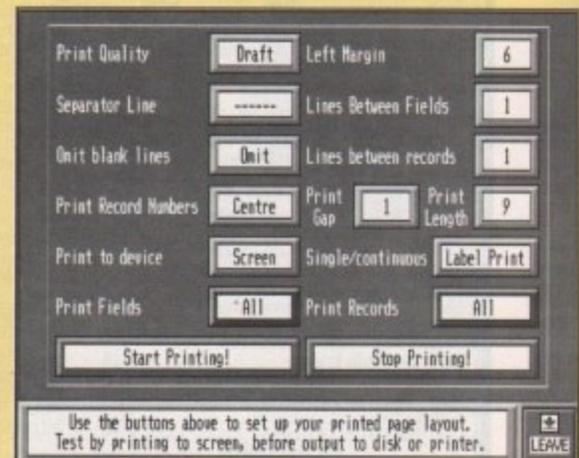 Print Quality Draft Left Margin 6
Separator Line ------ Lines Between Fields 1
Omit blank lines Omit Lines between records 1
Print Record Numbers Centre Print Gap 1 Print Length 9
Print to device Screen Single/continuous Label Print
Print Fields All Print Records All
Start Printing! Stop Printing!
Use the buttons above to set up your printed page layout.
Test by printing to screen, before output to disk or printer.
LEAVE